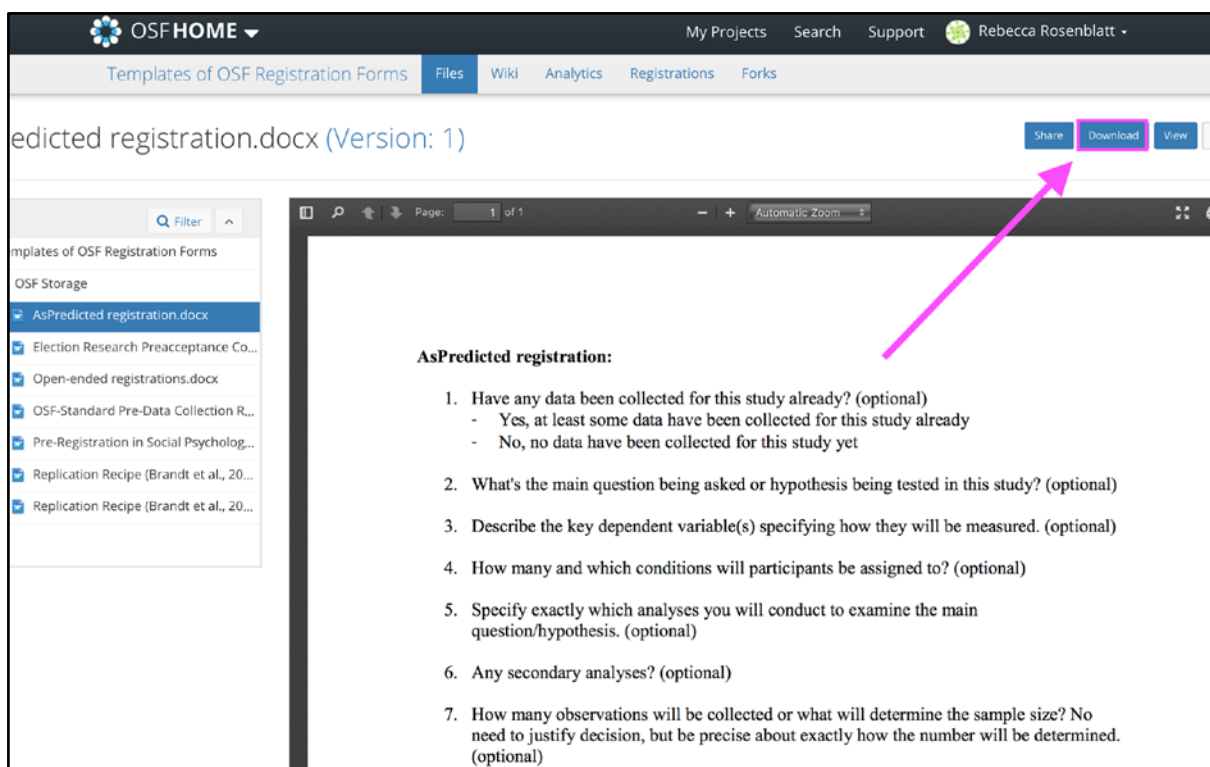 OSFHOME
My Projects Search Support Rebecca Rosenblatt
Templates of OSF Registration Forms Files Wiki Analytics Registrations Forks
edicted registration.docx (Version: 1)
Share Download View
Filter
Page: 1 of 1 Automatic Zoom
mplates of OSF Registration Forms
OSF Storage
AsPredicted registration.docx
Election Research Preacceptance Co...
Open-ended registrations.docx
OSF-Standard Pre-Data Collection R...
Pre-Registration in Social Psycholog...
Replication Recipe (Brandt et al., 20...
Replication Recipe (Brandt et al., 20...
AsPredicted registration:
1. Have any data been collected for this study already? (optional)
- Yes, at least some data have been collected for this study already
- No, no data have been collected for this study yet
2. What's the main question being asked or hypothesis being tested in this study? (optional)
3. Describe the key dependent variable(s) specifying how they will be measured. (optional)
4. How many and which conditions will participants be assigned to? (optional)
5. Specify exactly which analyses you will conduct to examine the main
question/hypothesis. (optional)
6. Any secondary analyses? (optional)
7. How many observations will be collected or what will determine the sample size? No
need to justify decision, but be precise about exactly how the number will be determined.
(optional)